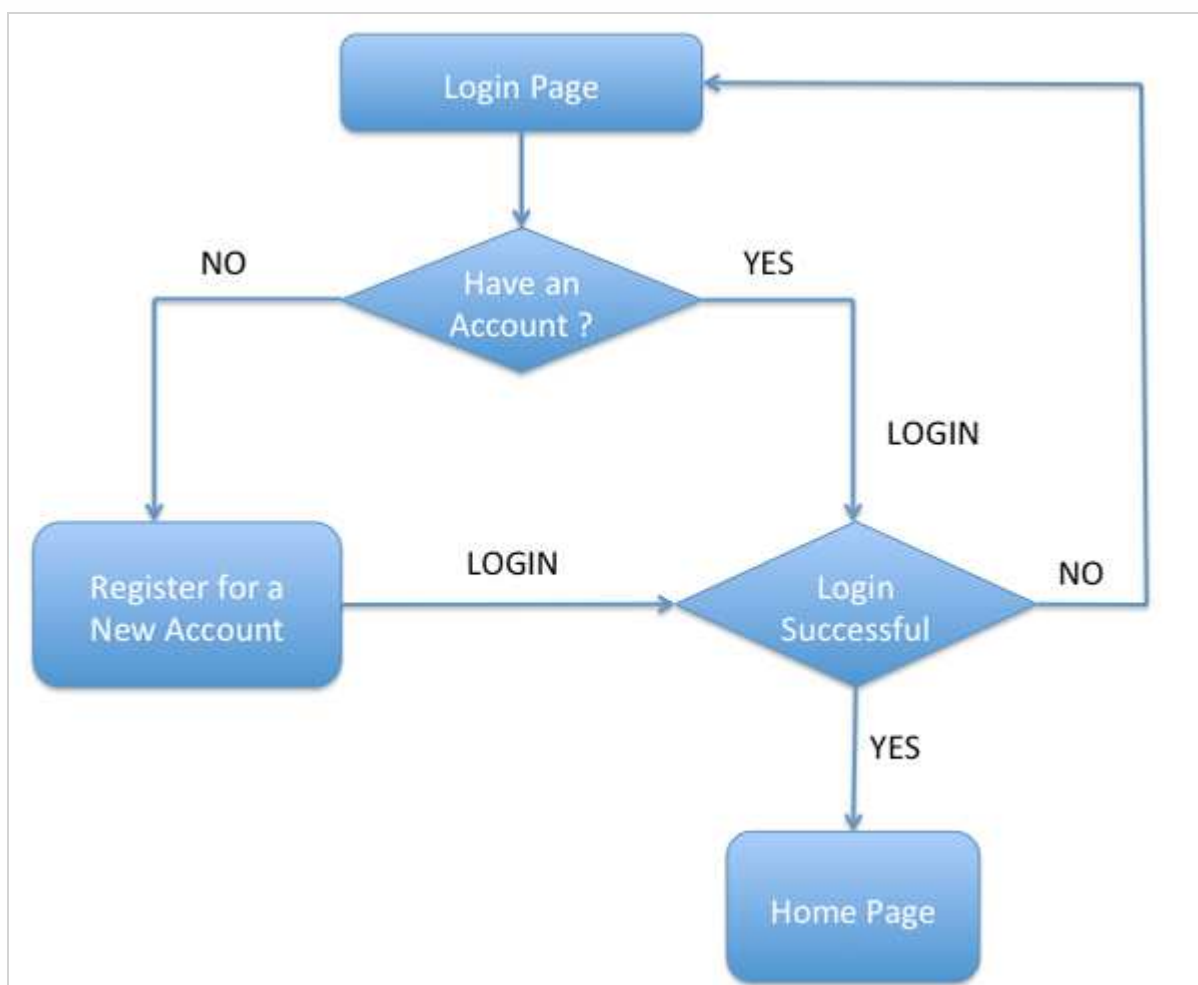 Login Page
NO
YES
Have an
Account ?
LOGIN
Register for a
New Account
LOGIN
Login
Successful
NO
YES
Home Page